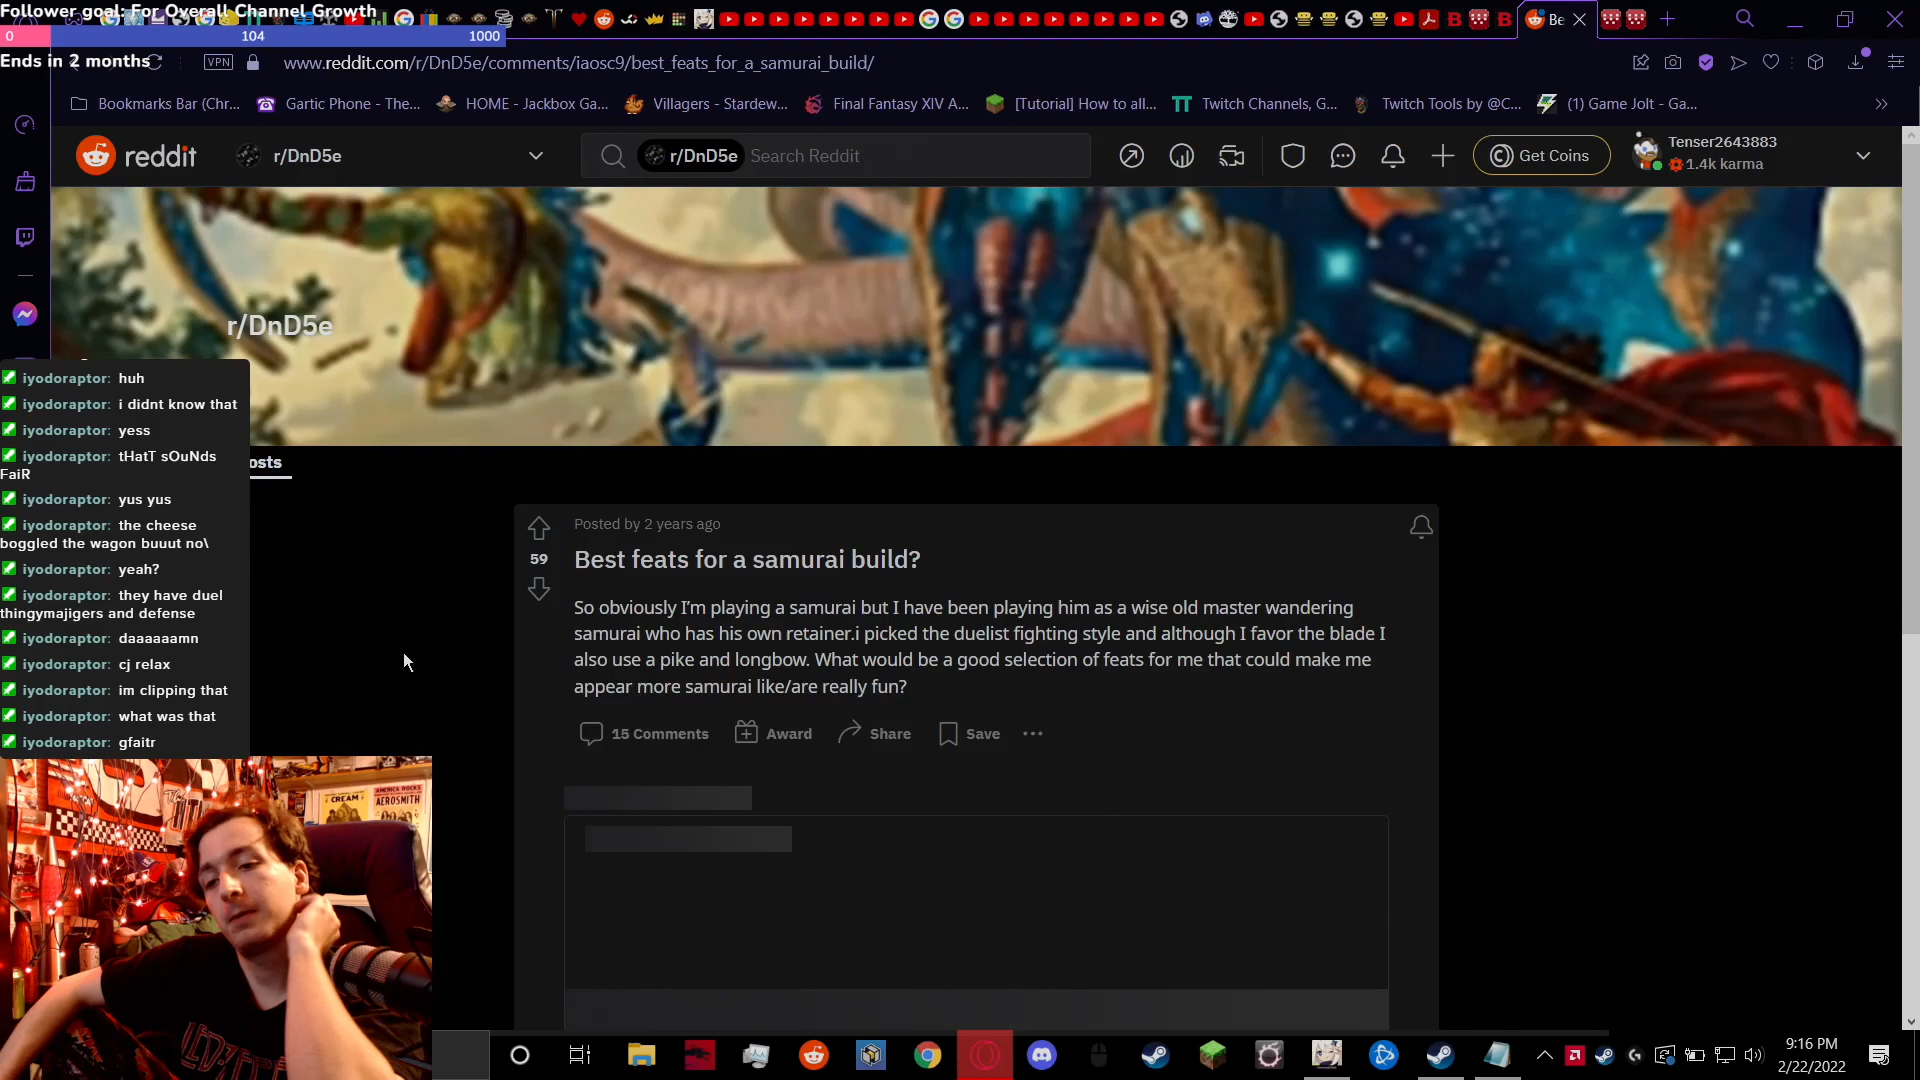 Follower goal: For Overall Channel Growth
0 104 1000
Ends in 2 months
VPN
www.reddit.com/r/DnD5e/comments/iaosc9/best_feats_for_a_samurai_build/
Bookmarks Bar (Chr...
Gartic Phone - The...
HOME - Jackbox Ga...
Villagers - Stardew...
Final Fantasy XIV A...
[Tutorial] How to all...
Twitch Channels, G...
Twitch Tools by @C...
(1) Game Jolt - Ga...
Be
reddit
r/DnD5e
r/DnD5e Search Reddit
Get Coins
Tenser2643883
1.4k karma
r/DnD5e
osts
iyodoraptor: huh
iyodoraptor: i didnt know that
iyodoraptor: yess
iyodoraptor: tHatT sOuNds
FaiR
iyodoraptor: yus yus
iyodoraptor: the cheese
boggled the wagon buuut no\
iyodoraptor: yeah?
iyodoraptor: they have duel
thingymajigers and defense
iyodoraptor: daaaaaamn
iyodoraptor: cj relax
iyodoraptor: im clipping that
iyodoraptor: what was that
iyodoraptor: gfaitr
Posted by 2 years ago
59
Best feats for a samurai build?
So obviously I'm playing a samurai but I have been playing him as a wise old master wandering
samurai who has his own retainer.i picked the duelist fighting style and although I favor the blade I
also use a pike and longbow. What would be a good selection of feats for me that could make me
appear more samurai like/are really fun?
15 Comments
Award
Share
Save
CREAM
AMERICA ROCKS
AEROSMITH
9:16 PM
2/22/2022